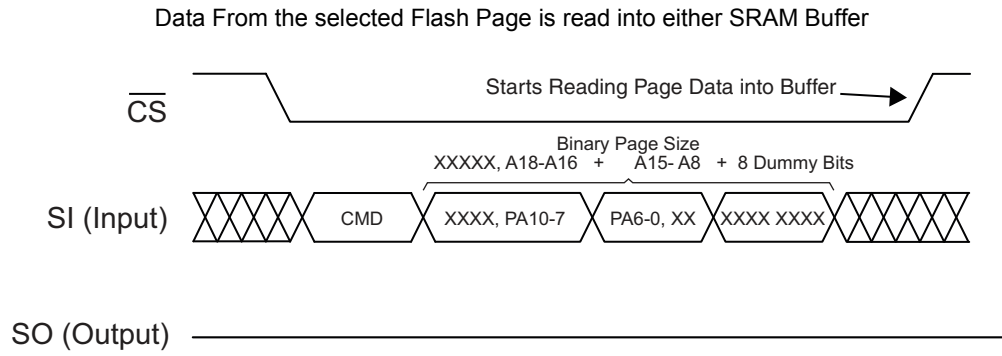 Data From the selected Flash Page is read into either SRAM Buffer
CS
Starts Reading Page Data into Buffer
Binary Page Size
XXXXX, A18-A16 + A15- A8 + 8 Dummy Bits
SI (Input)
CMD
XXXX, PA10-7
PA6-0, XX
XXXX XXXX
SO (Output)